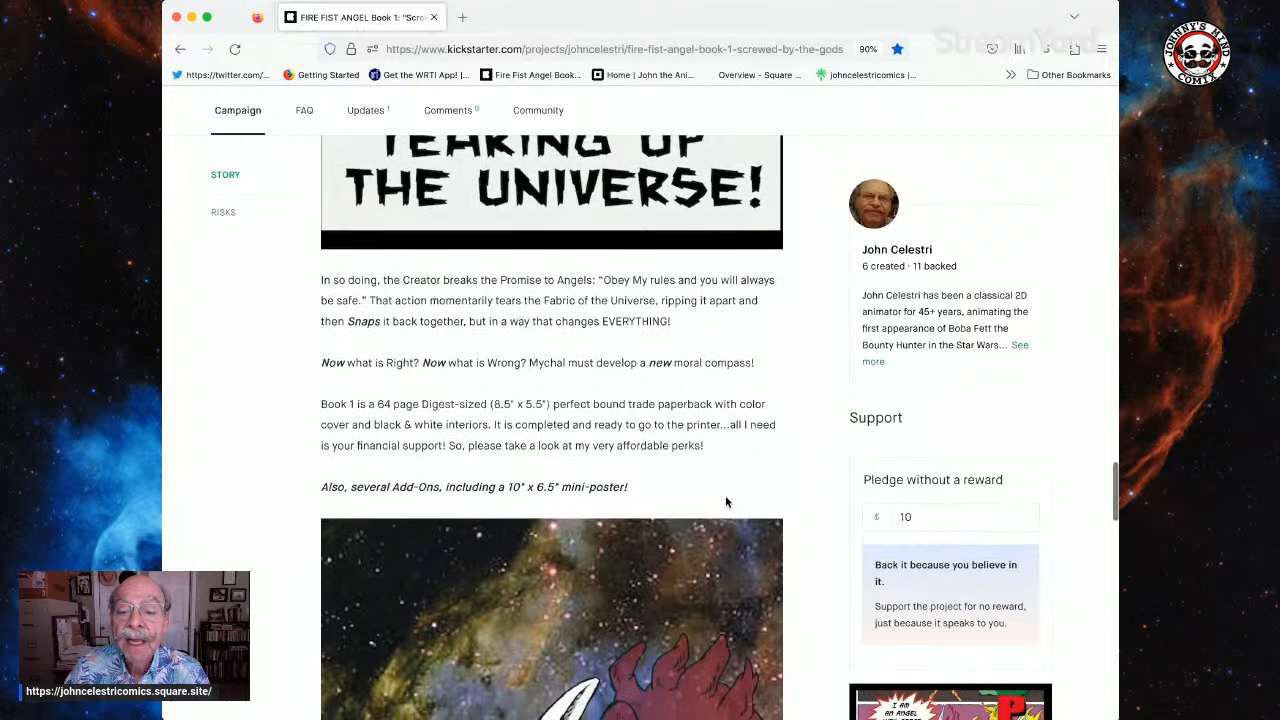 FIRE FIST ANGEL Book 1: "Screw
StreamYard
https://www.kickstarter.com/projects/johncelestri/fire-fist-angel-book-1-screwed-by-the-gods
90%
https://twitter.com/...
Getting Started
Get the WRTI App! |...
Fire Fist Angel Book...
Home | John the Ani...
Overview – Square ...
johncelestricomics |...
Other Bookmarks
JOHNNY'S MIND
COMIX
Campaign
FAQ
Updates 1
Comments 0
Community
STORY
RISKS
TEARING UP
THE UNIVERSE!
In so doing, the Creator breaks the Promise to Angels: “Obey My rules and you will always
be safe.” That action momentarily tears the Fabric of the Universe, ripping it apart and
then Snaps it back together, but in a way that changes EVERYTHING!
Now what is Right? Now what is Wrong? Mychal must develop a new moral compass!
Book 1 is a 64 page Digest-sized (8.5" x 5.5") perfect bound trade paperback with color
cover and black & white interiors. It is completed and ready to go to the printer...all I need
is your financial support! So, please take a look at my very affordable perks!
Also, several Add-Ons, including a 10" x 6.5" mini-poster!
John Celestri
6 created · 11 backed
John Celestri has been a classical 2D
animator for 45+ years, animating the
first appearance of Boba Fett the
Bounty Hunter in the Star Wars... See
more
Support
Pledge without a reward
$ 10
Back it because you believe in
it.
Support the project for no reward,
just because it speaks to you.
I AM
AN ANGEL
https://johncelestricomics.square.site/